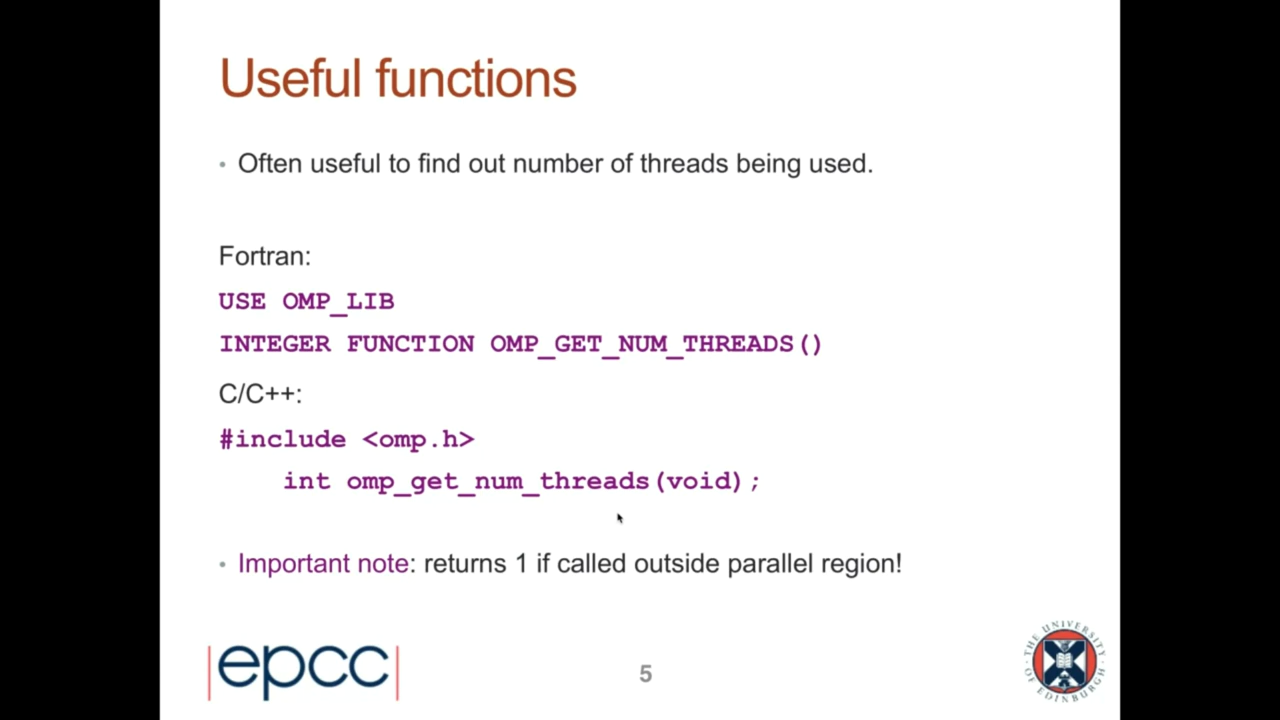 Useful functions
• Often useful to find out number of threads being used.
Fortran:
USE OMP_LIB
INTEGER FUNCTION OMP_GET_NUM_THREADS()
C/C++:
#include <omp.h>
int omp_get_num_threads(void);
• Important note: returns 1 if called outside parallel region!
|epcc|
5
THE UNIVERSITY OF EDINBURGH